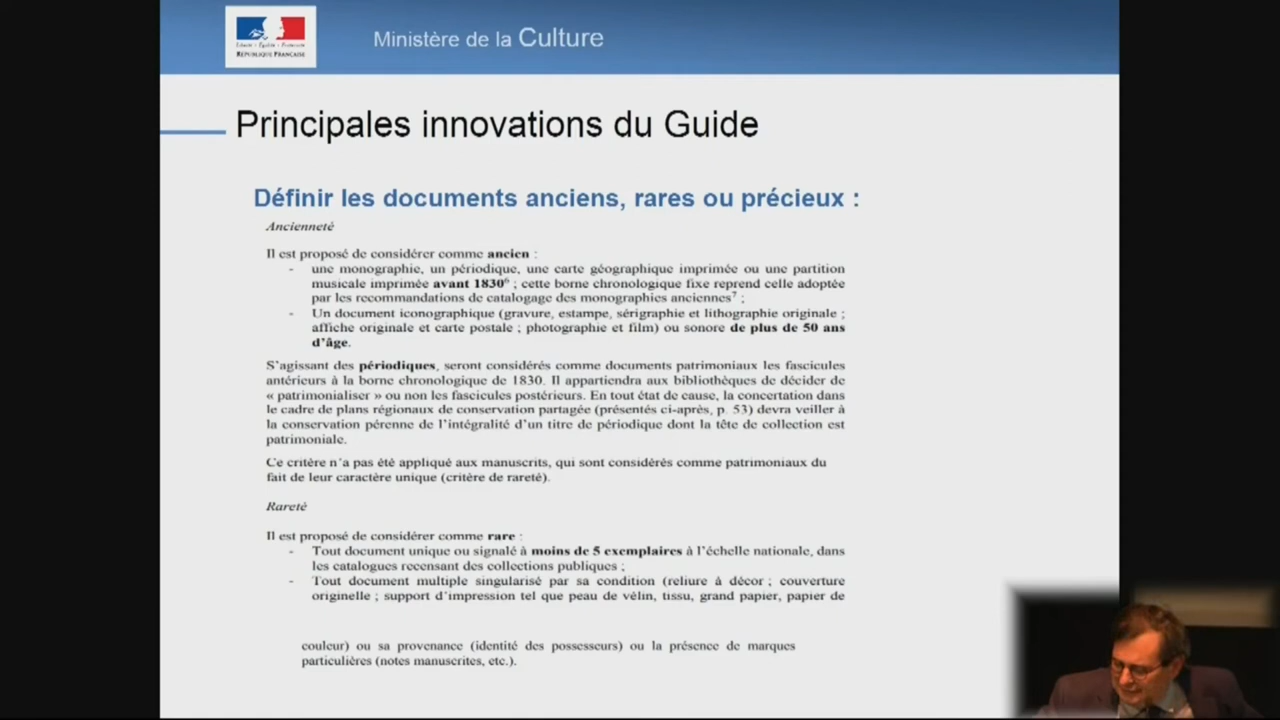 Liberté • Égalité • Fraternité
RÉPUBLIQUE FRANÇAISE
Ministère de la Culture
Principales innovations du Guide
Définir les documents anciens, rares ou précieux :
Ancienneté
Il est proposé de considérer comme ancien :
- une monographie, un périodique, une carte géographique imprimée ou une partition
musicale imprimée avant 1830⁶ ; cette borne chronologique fixe reprend celle adoptée
par les recommandations de catalogage des monographies anciennes⁷ ;
- Un document iconographique (gravure, estampe, sérigraphie et lithographie originale ;
affiche originale et carte postale ; photographie et film) ou sonore de plus de 50 ans
d’âge.
S’agissant des périodiques, seront considérés comme documents patrimoniaux les fascicules
antérieurs à la borne chronologique de 1830. Il appartiendra aux bibliothèques de décider de
« patrimonialiser » ou non les fascicules postérieurs. En tout état de cause, la concertation dans
le cadre de plans régionaux de conservation partagée (présentés ci-après, p. 53) devra veiller à
la conservation pérenne de l’intégralité d’un titre de périodique dont la tête de collection est
patrimoniale.
Ce critère n’a pas été appliqué aux manuscrits, qui sont considérés comme patrimoniaux du
fait de leur caractère unique (critère de rareté).
Rareté
Il est proposé de considérer comme rare :
- Tout document unique ou signalé à moins de 5 exemplaires à l’échelle nationale, dans
les catalogues recensant des collections publiques ;
- Tout document multiple singularisé par sa condition (reliure à décor ; couverture
originelle ; support d’impression tel que peau de vélin, tissu, grand papier, papier de
couleur) ou sa provenance (identité des possesseurs) ou la présence de marques
particulières (notes manuscrites, etc.).